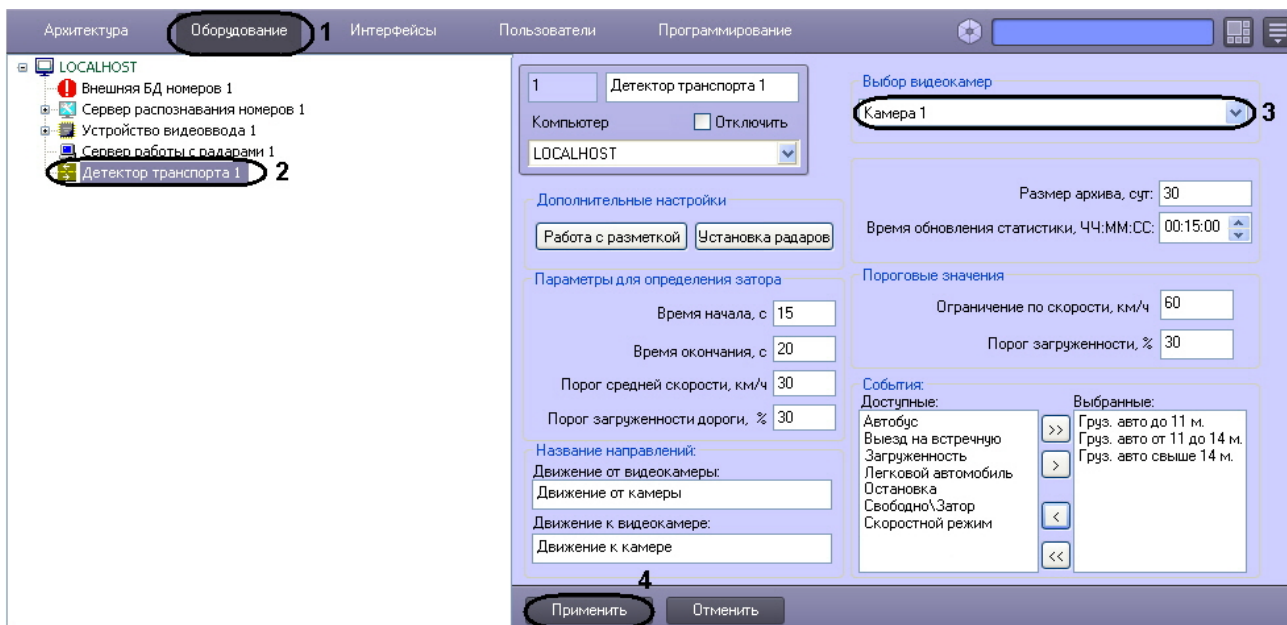 Архитектура Оборудование 1 Интерфейсы Пользователи Программирование
LOCALHOST
Внешняя БД номеров 1
Сервер распознавания номеров 1
Устройство видеоввода 1
Сервер работы с радарами 1
Детектор транспорта 1 2
1 Детектор транспорта 1
Компьютер Отключить
LOCALHOST
Дополнительные настройки
Работа с разметкой Установка радаров
Параметры для определения затора
Время начала, с 15
Время окончания, с 20
Порог средней скорости, км/ч 30
Порог загруженности дороги, % 30
Название направлений:
Движение от видеокамеры:
Движение от камеры
Движение к видеокамере:
Движение к камере
Выбор видеокамер
Камера 1 3
Размер архива, сут: 30
Время обновления статистики, ЧЧ:ММ:СС: 00:15:00
Пороговые значения
Ограничение по скорости, км/ч 60
Порог загруженности, % 30
События:
Доступные:
Автобус
Выезд на встречную
Загруженность
Легковой автомобиль
Остановка
Свободно\Затор
Скоростной режим
>>
>
<
<<
Выбранные:
Груз. авто до 11 м.
Груз. авто от 11 до 14 м.
Груз. авто свыше 14 м.
4
Применить Отменить